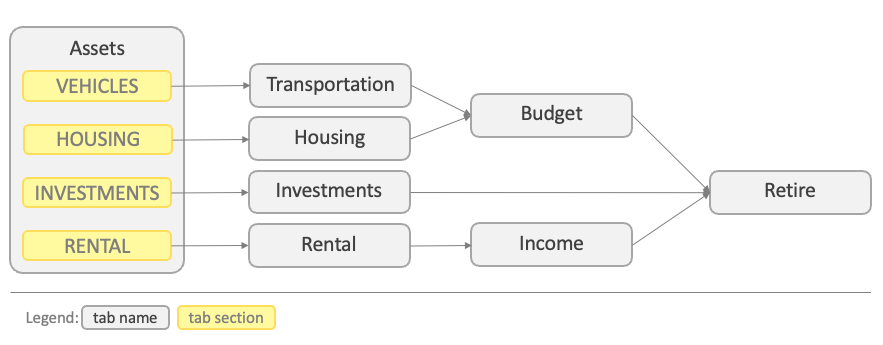 Assets
VEHICLES
HOUSING
INVESTMENTS
RENTAL
Transportation
Housing
Investments
Rental
Budget
Income
Retire
Legend: tab name tab section